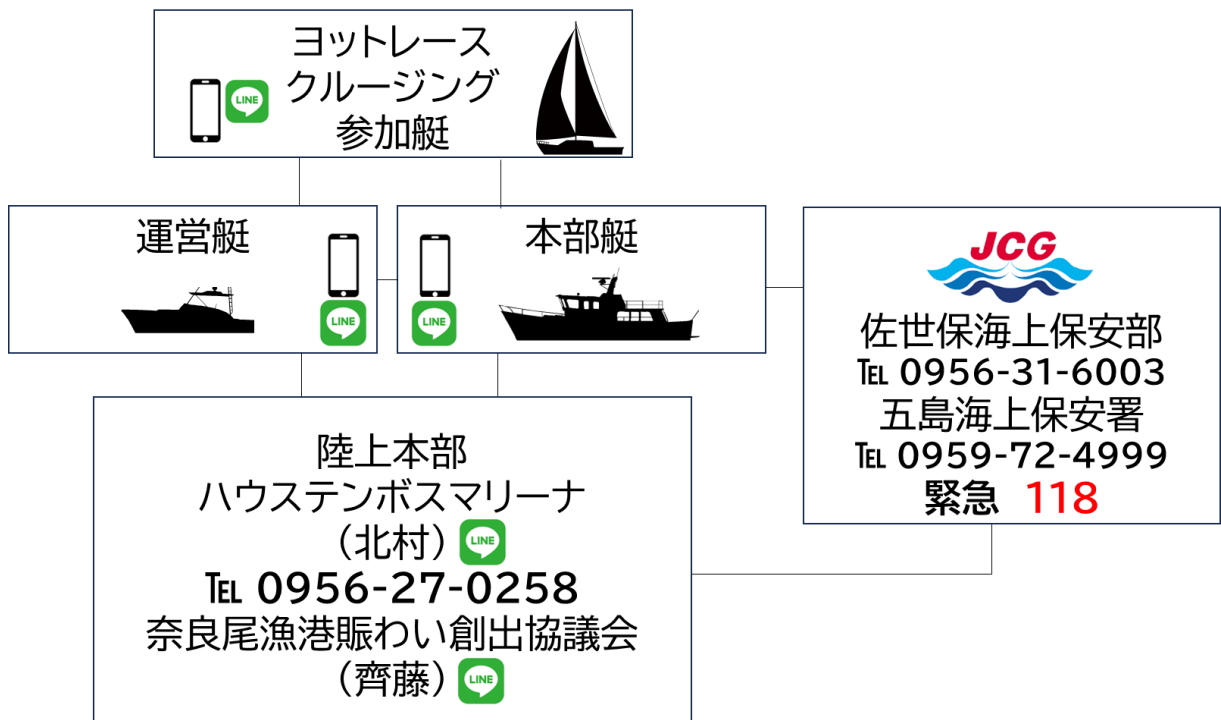 ヨットレース
LINE
クルージング
参加艇
運営艇
LINE
本部艇
LINE
JCG
佐世保海上保安部
℡ 0956-31-6003
五島海上保安署
℡ 0959-72-4999
緊急 118
陸上本部
ハウステンボスマリーナ
（北村） LINE
℡ 0956-27-0258
奈良尾漁港賑わい創出協議会
（齊藤） LINE